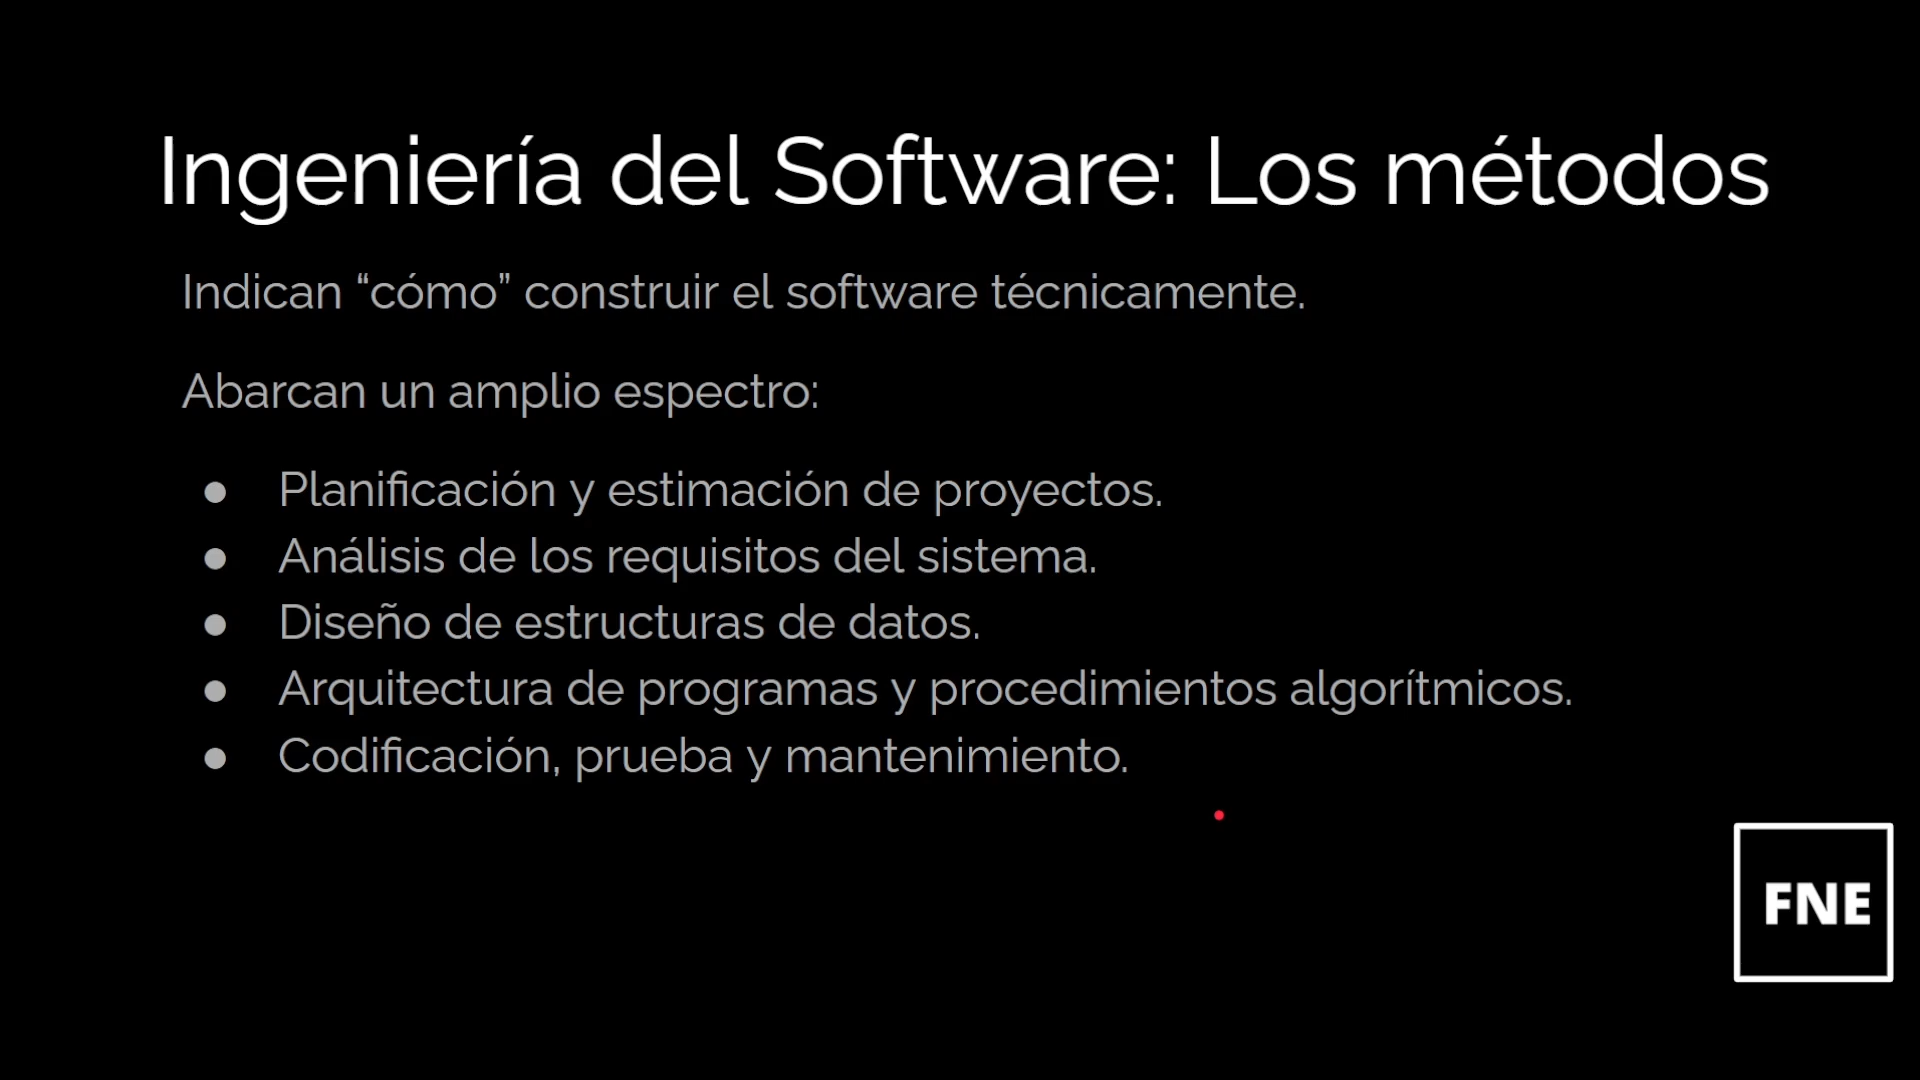 Ingeniería del Software: Los métodos
Indican “cómo” construir el software técnicamente.
Abarcan un amplio espectro:
● Planificación y estimación de proyectos.
● Análisis de los requisitos del sistema.
● Diseño de estructuras de datos.
● Arquitectura de programas y procedimientos algorítmicos.
● Codificación, prueba y mantenimiento.
FNE